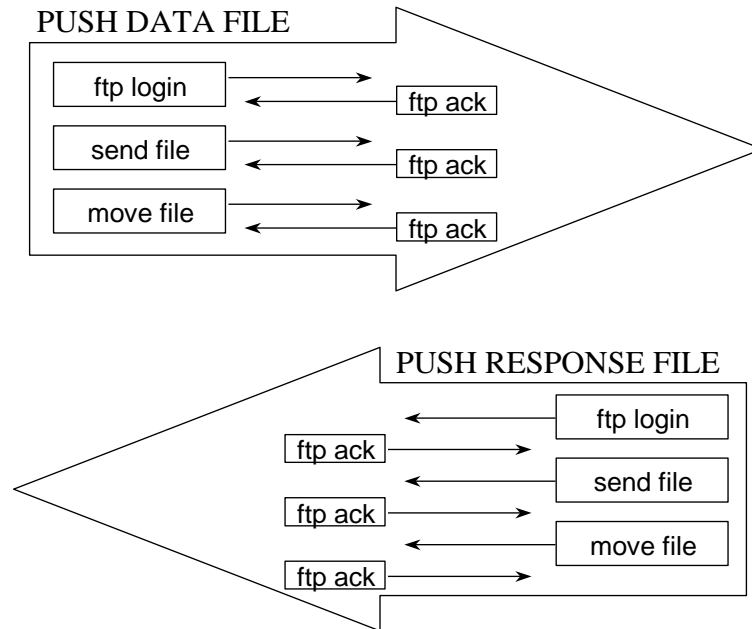 PUSH DATA FILE
ftp login
ftp ack
send file
ftp ack
move file
ftp ack
PUSH RESPONSE FILE
ftp login
ftp ack
send file
ftp ack
move file
ftp ack